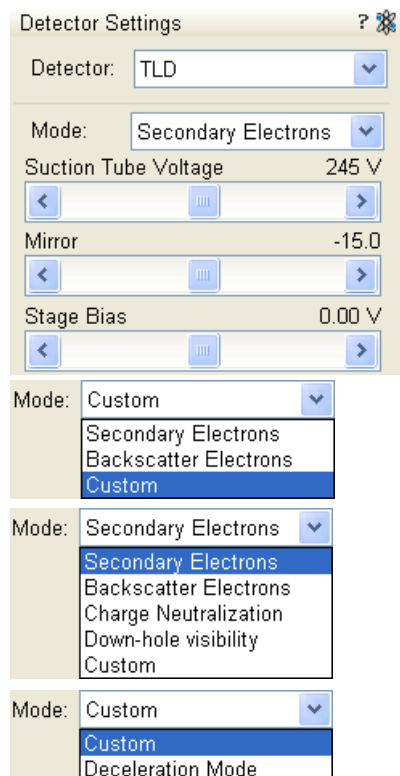 Detector Settings ?
Detector: TLD
Mode: Secondary Electrons
Suction Tube Voltage 245 V
Mirror -15.0
Stage Bias 0.00 V
Mode: Custom
Secondary Electrons
Backscatter Electrons
Custom
Mode: Secondary Electrons
Secondary Electrons
Backscatter Electrons
Charge Neutralization
Down-hole visibility
Custom
Mode: Custom
Custom
Deceleration Mode